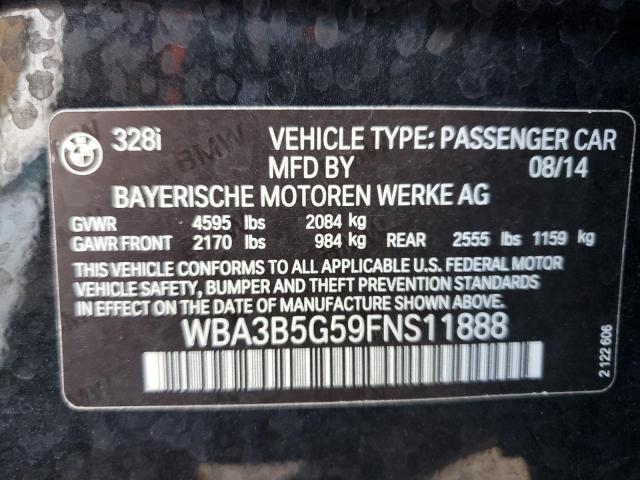 328i VEHICLE TYPE: PASSENGER CAR
MFD BY 08/14
BAYERISCHE MOTOREN WERKE AG
GVWR 4595 lbs 2084 kg
GAWR FRONT 2170 lbs 984 kg REAR 2555 lbs 1159 kg
THIS VEHICLE CONFORMS TO ALL APPLICABLE U.S. FEDERAL MOTOR
VEHICLE SAFETY, BUMPER AND THEFT PREVENTION STANDARDS
IN EFFECT ON THE DATE OF MANUFACTURE SHOWN ABOVE.
WBA3B5G59FNS11888
2 122 606
BMW